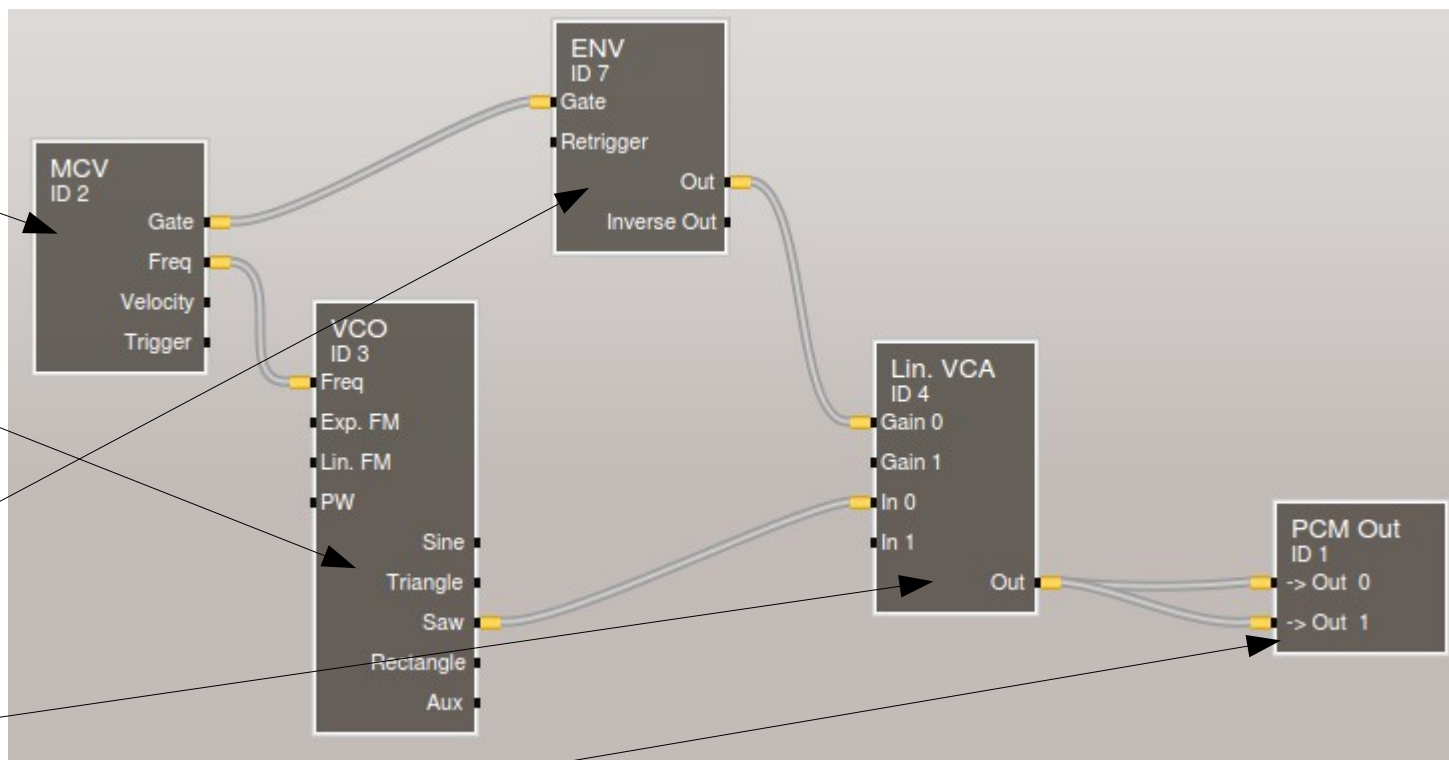 MCV
ID 2
Gate
Freq
Velocity
Trigger
VCO
ID 3
Freq
Exp. FM
Lin. FM
PW
Sine
Triangle
Saw
Rectangle
Aux
ENV
ID 7
Gate
Retrigger
Out
Inverse Out
Lin. VCA
ID 4
Gain 0
Gain 1
In 0
In 1
Out
PCM Out
ID 1
-> Out 0
-> Out 1